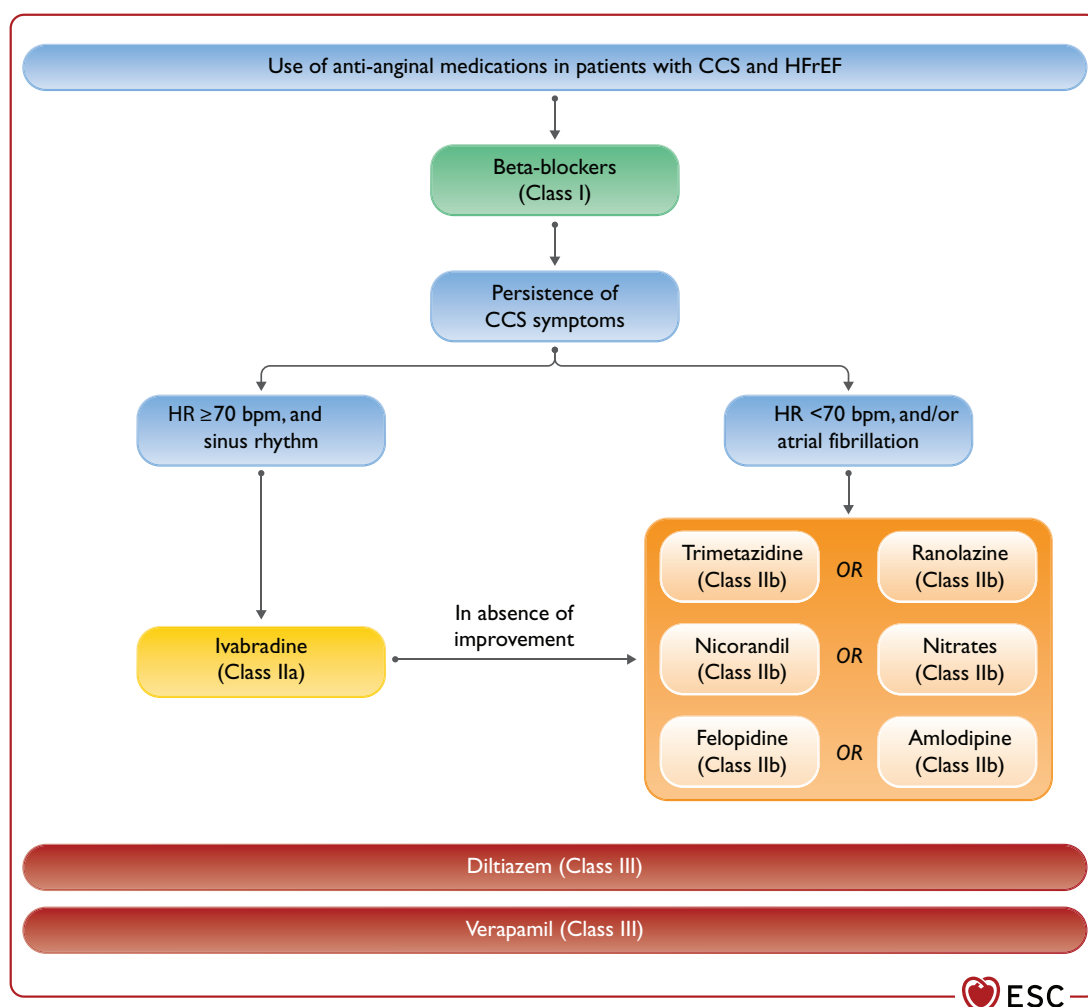 Use of anti-anginal medications in patients with CCS and HFrEF
Beta-blockers
(Class I)
Persistence of
CCS symptoms
HR ≥70 bpm, and
sinus rhythm
HR <70 bpm, and/or
atrial fibrillation
Trimetazidine
(Class IIb)
OR
Ranolazine
(Class IIb)
In absence of
improvement
Ivabradine
(Class IIa)
Nicorandil
(Class IIb)
OR
Nitrates
(Class IIb)
Felopidine
(Class IIb)
OR
Amlodipine
(Class IIb)
Diltiazem (Class III)
Verapamil (Class III)
ESC